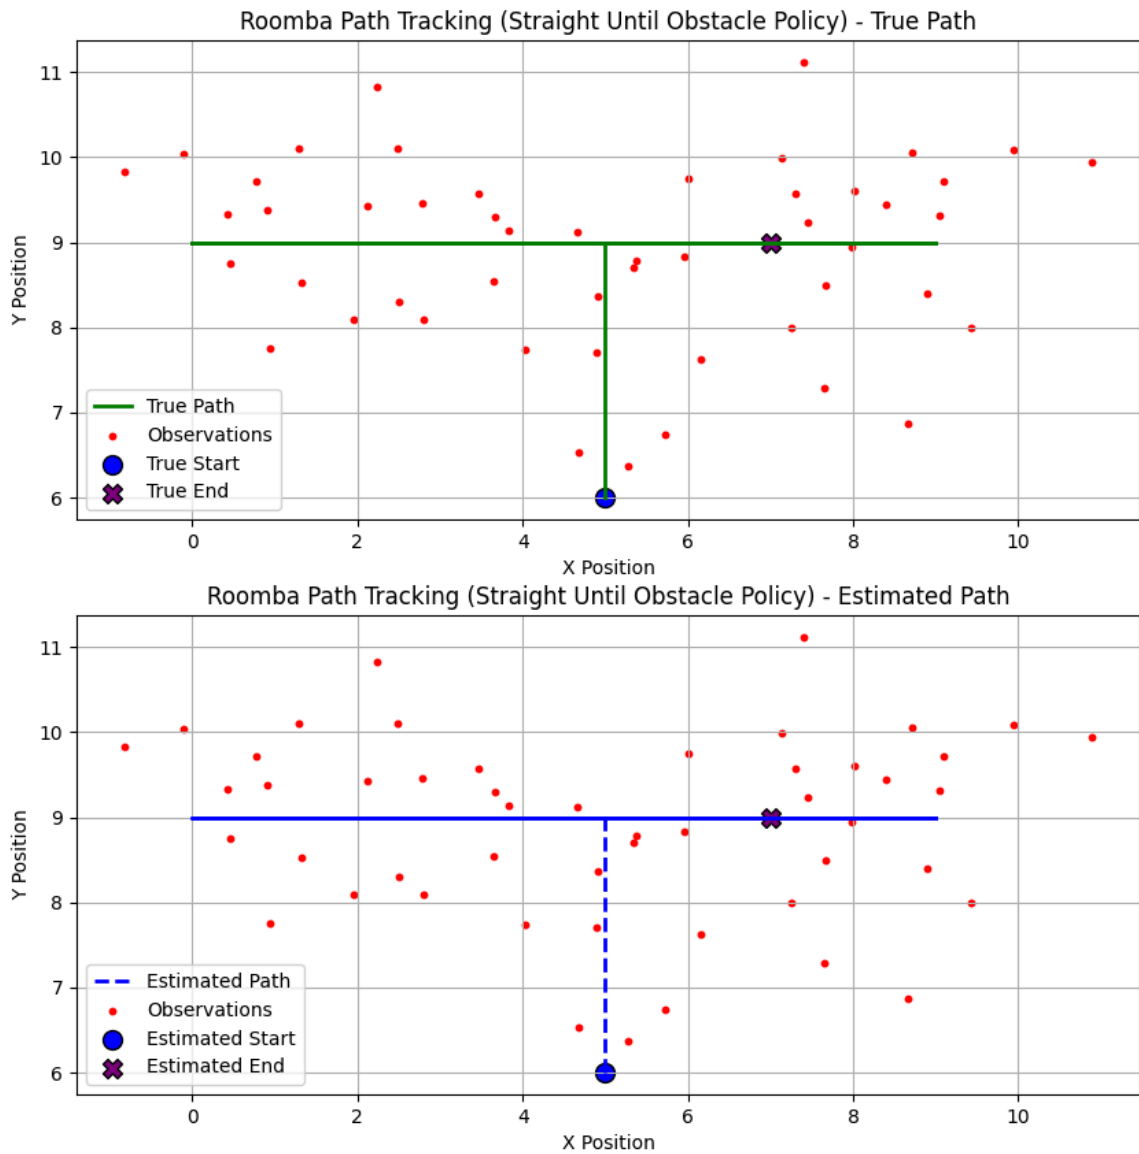 Roomba Path Tracking (Straight Until Obstacle Policy) - True Path
11
10
9
8
7
6
Y Position
True Path
Observations
True Start
True End
0 2 4 6 8 10
X Position
Roomba Path Tracking (Straight Until Obstacle Policy) - Estimated Path
11
10
9
8
7
6
Y Position
Estimated Path
Observations
Estimated Start
Estimated End
0 2 4 6 8 10
X Position